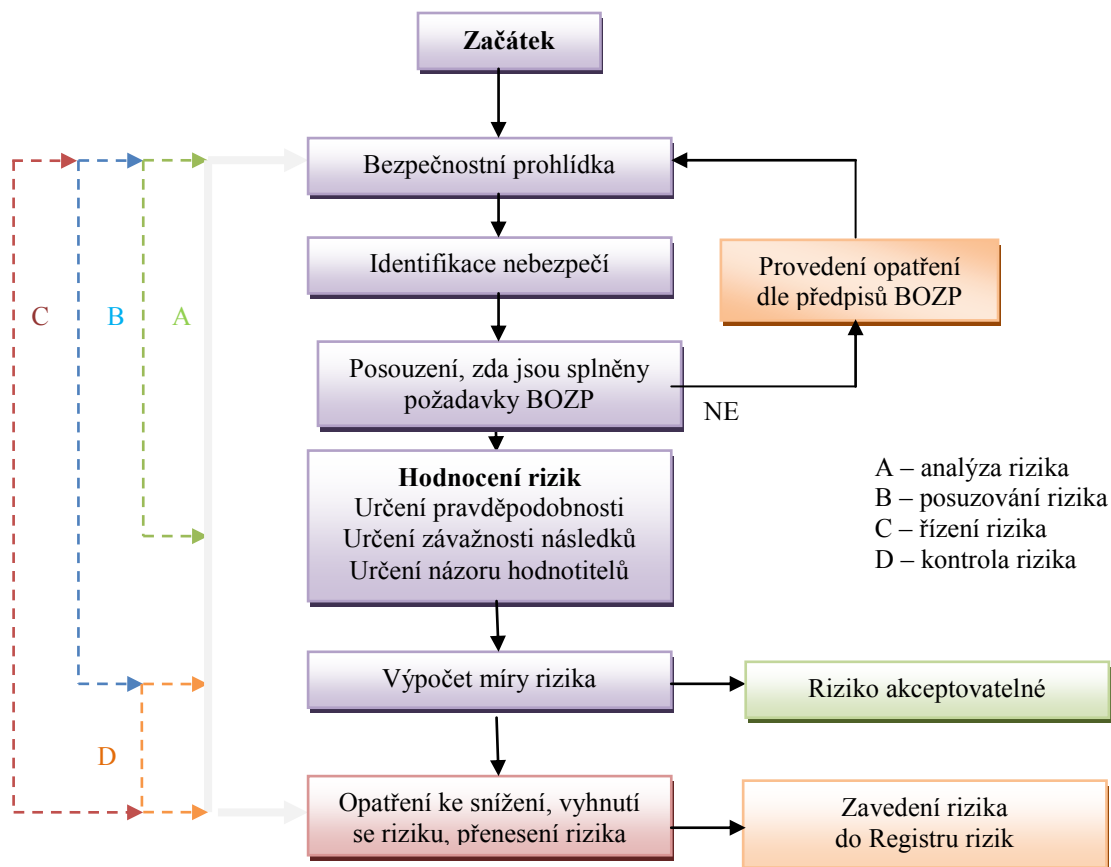 Začátek
Bezpečnostní prohlídka
Identifikace nebezpečí
Provedení opatření
dle předpisů BOZP
C
B
A
Posouzení, zda jsou splněny
požadavky BOZP
NE
Hodnocení rizik
Určení pravděpodobnosti
Určení závažnosti následků
Určení názoru hodnotitelů
A – analýza rizika
B – posuzování rizika
C – řízení rizika
D – kontrola rizika
Výpočet míry rizika
Riziko akceptovatelné
D
Opatření ke snížení, vyhnutí
se riziku, přenesení rizika
Zavedení rizika
do Registru rizik